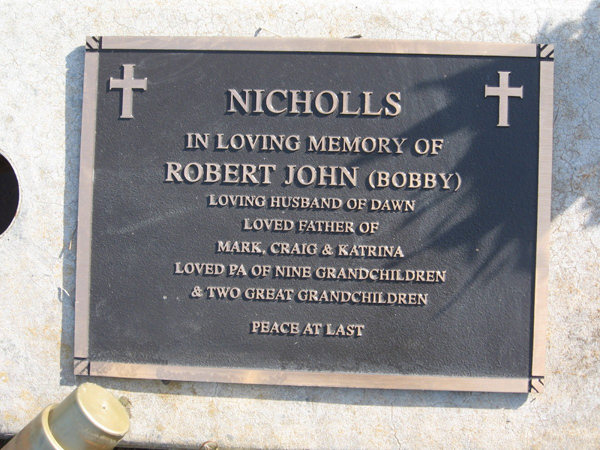 NICHOLLS
IN LOVING MEMORY OF
ROBERT JOHN (BOBBY)
LOVING HUSBAND OF DAWN
LOVED FATHER OF
MARK, CRAIG & KATRINA
LOVED PA OF NINE GRANDCHILDREN
& TWO GREAT GRANDCHILDREN
PEACE AT LAST